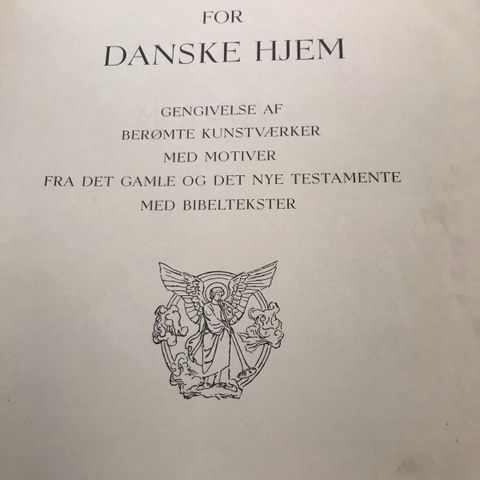 FOR
DANSKE HJEM
GENGIVELSE AF
BERØMTE KUNSTVÆRKER
MED MOTIVER
FRA DET GAMLE OG DET NYE TESTAMENTE
MED BIBELTEKSTER